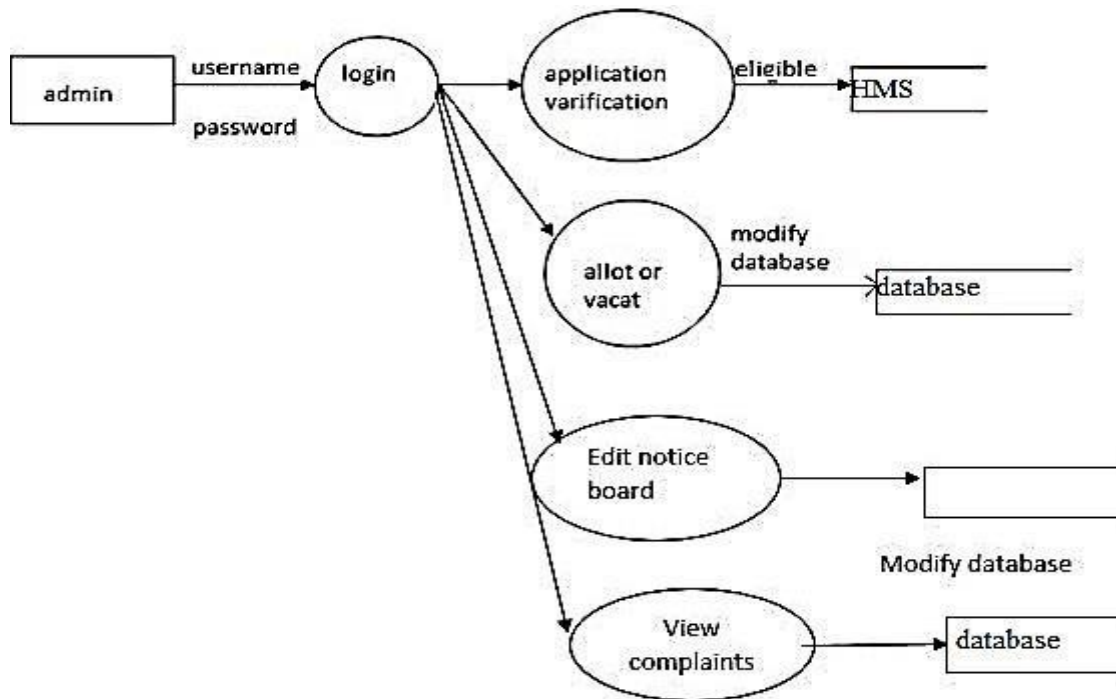 admin
username
password
login
application
varification
eligible
HMS
allot or
vacat
modify
database
database
Edit notice
board
Modify database
View
complaints
database